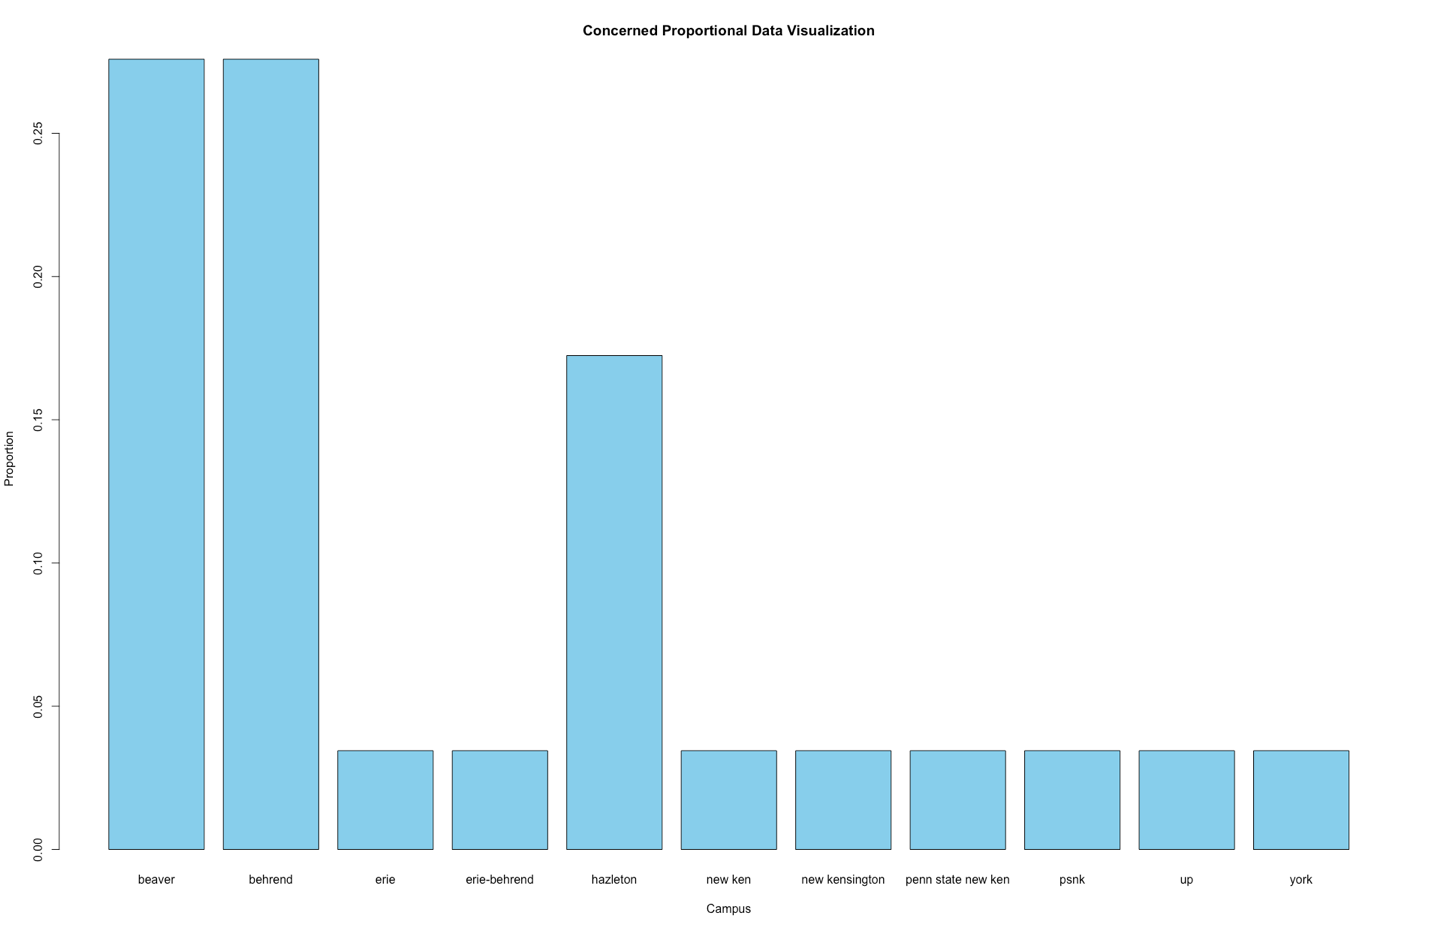 Concerned Proportional Data Visualization
0.25
0.20
0.15
0.10
0.05
0.00
Proportion
beaver behrend erie erie-behrend hazleton new ken new kensington penn state new ken psnk up york
Campus